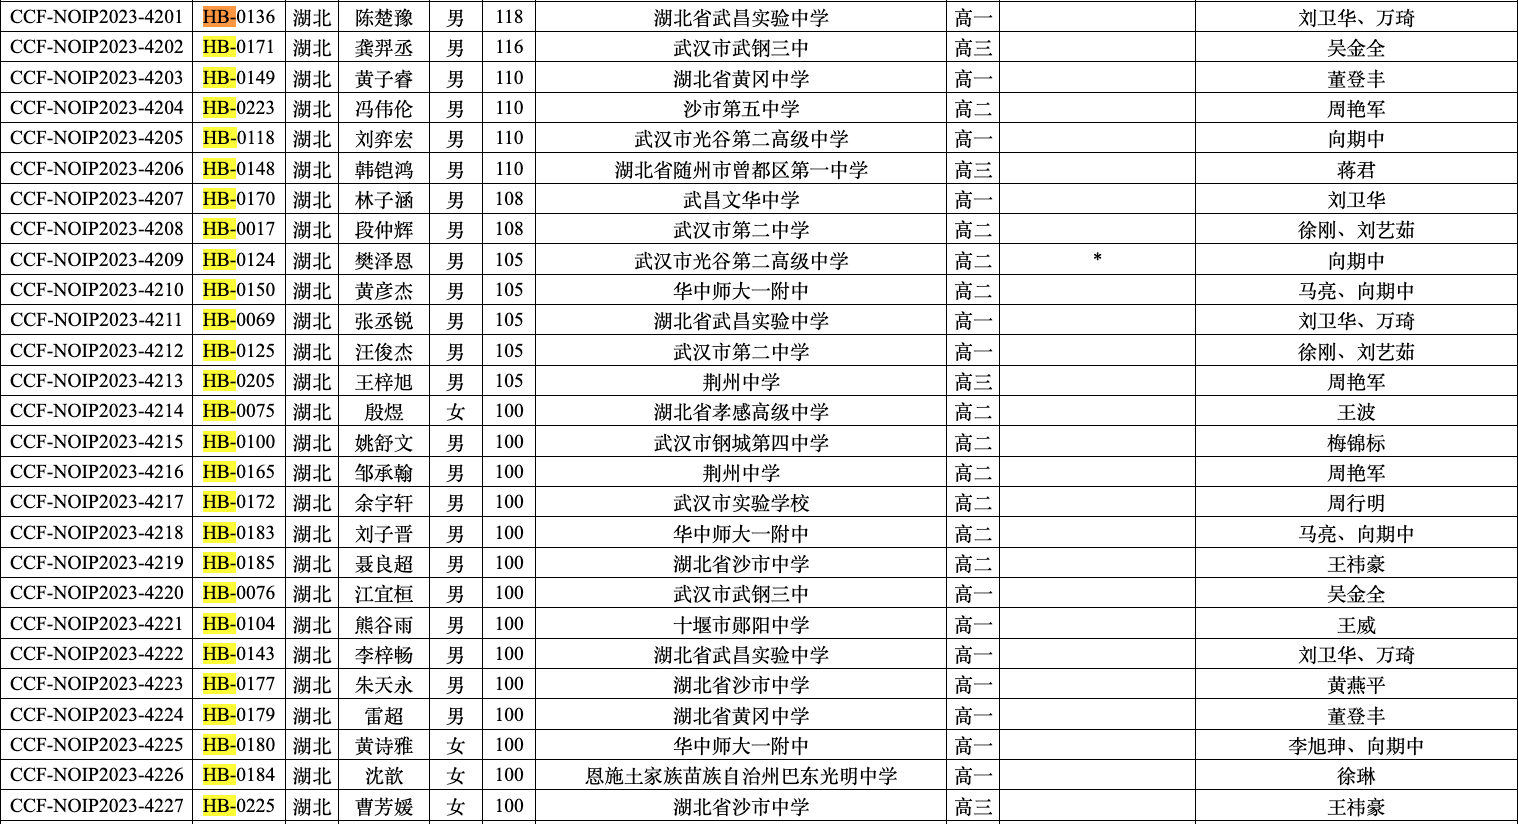 CCF-NOIP2023-4201 HB-0136 湖北 陈楚豫 男 118 湖北省武昌实验中学 高一 刘卫华、万琦
CCF-NOIP2023-4202 HB-0171 湖北 龚羿丞 男 116 武汉市武钢三中 高三 吴金全
CCF-NOIP2023-4203 HB-0149 湖北 黄子睿 男 110 湖北省黄冈中学 高一 董登丰
CCF-NOIP2023-4204 HB-0223 湖北 冯伟伦 男 110 沙市第五中学 高二 周艳军
CCF-NOIP2023-4205 HB-0118 湖北 刘弈宏 男 110 武汉市光谷第二高级中学 高一 向期中
CCF-NOIP2023-4206 HB-0148 湖北 韩铠鸿 男 110 湖北省随州市曾都区第一中学 高三 蒋君
CCF-NOIP2023-4207 HB-0170 湖北 林子涵 男 108 武昌文华中学 高一 刘卫华
CCF-NOIP2023-4208 HB-0017 湖北 段仲辉 男 108 武汉市第二中学 高二 徐刚、刘艺茹
CCF-NOIP2023-4209 HB-0124 湖北 樊泽恩 男 105 武汉市光谷第二高级中学 高二 * 向期中
CCF-NOIP2023-4210 HB-0150 湖北 黄彦杰 男 105 华中师大一附中 高二 马亮、向期中
CCF-NOIP2023-4211 HB-0069 湖北 张丞锐 男 105 湖北省武昌实验中学 高一 刘卫华、万琦
CCF-NOIP2023-4212 HB-0125 湖北 汪俊杰 男 105 武汉市第二中学 高一 徐刚、刘艺茹
CCF-NOIP2023-4213 HB-0205 湖北 王梓旭 男 105 荆州中学 高三 周艳军
CCF-NOIP2023-4214 HB-0075 湖北 殷煜 女 100 湖北省孝感高级中学 高二 王波
CCF-NOIP2023-4215 HB-0100 湖北 姚舒文 男 100 武汉市钢城第四中学 高二 梅锦标
CCF-NOIP2023-4216 HB-0165 湖北 邹承翰 男 100 荆州中学 高二 周艳军
CCF-NOIP2023-4217 HB-0172 湖北 余宇轩 男 100 武汉市实验学校 高二 周行明
CCF-NOIP2023-4218 HB-0183 湖北 刘子晋 男 100 华中师大一附中 高二 马亮、向期中
CCF-NOIP2023-4219 HB-0185 湖北 聂良超 男 100 湖北省沙市中学 高二 王祎豪
CCF-NOIP2023-4220 HB-0076 湖北 江宜桓 男 100 武汉市武钢三中 高一 吴金全
CCF-NOIP2023-4221 HB-0104 湖北 熊谷雨 男 100 十堰市郧阳中学 高一 王威
CCF-NOIP2023-4222 HB-0143 湖北 李梓畅 男 100 湖北省武昌实验中学 高一 刘卫华、万琦
CCF-NOIP2023-4223 HB-0177 湖北 朱天永 男 100 湖北省沙市中学 高一 黄燕平
CCF-NOIP2023-4224 HB-0179 湖北 雷超 男 100 湖北省黄冈中学 高一 董登丰
CCF-NOIP2023-4225 HB-0180 湖北 黄诗雅 女 100 华中师大一附中 高一 李旭珅、向期中
CCF-NOIP2023-4226 HB-0184 湖北 沈歆 女 100 恩施土家族苗族自治州巴东光明中学 高一 徐琳
CCF-NOIP2023-4227 HB-0225 湖北 曹芳媛 女 100 湖北省沙市中学 高三 王祎豪